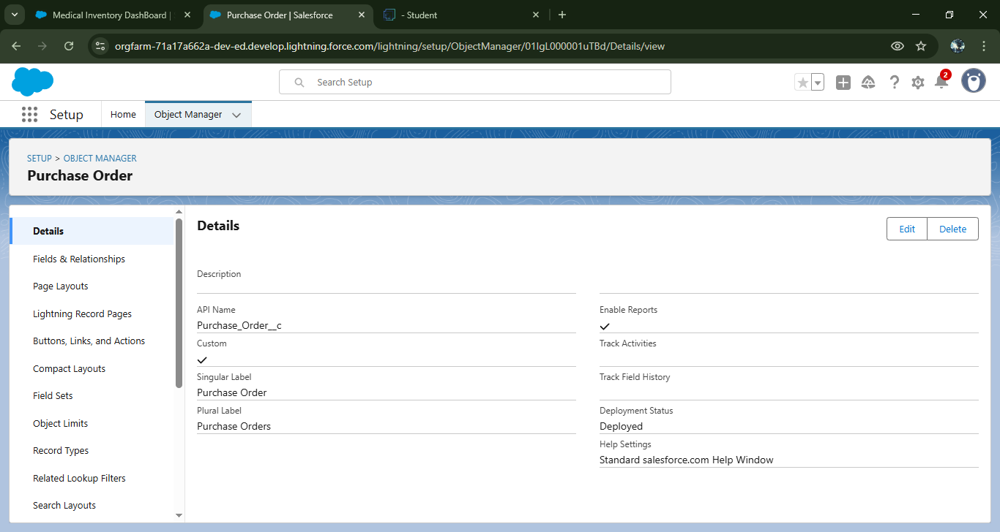 Medical Inventory DashBoard |
Purchase Order | Salesforce
- Student
orgfarm-71a17a662a-dev-ed.develop.lightning.force.com/lightning/setup/ObjectManager/01IgL000001uTBd/Details/view
Search Setup
2
Setup
Home
Object Manager
SETUP > OBJECT MANAGER
Purchase Order
Details
Fields & Relationships
Page Layouts
Lightning Record Pages
Buttons, Links, and Actions
Compact Layouts
Field Sets
Object Limits
Record Types
Related Lookup Filters
Search Layouts
Details
Edit
Delete
Description
API Name
Purchase_Order__c
Custom
Singular Label
Purchase Order
Plural Label
Purchase Orders
Enable Reports
Track Activities
Track Field History
Deployment Status
Deployed
Help Settings
Standard salesforce.com Help Window